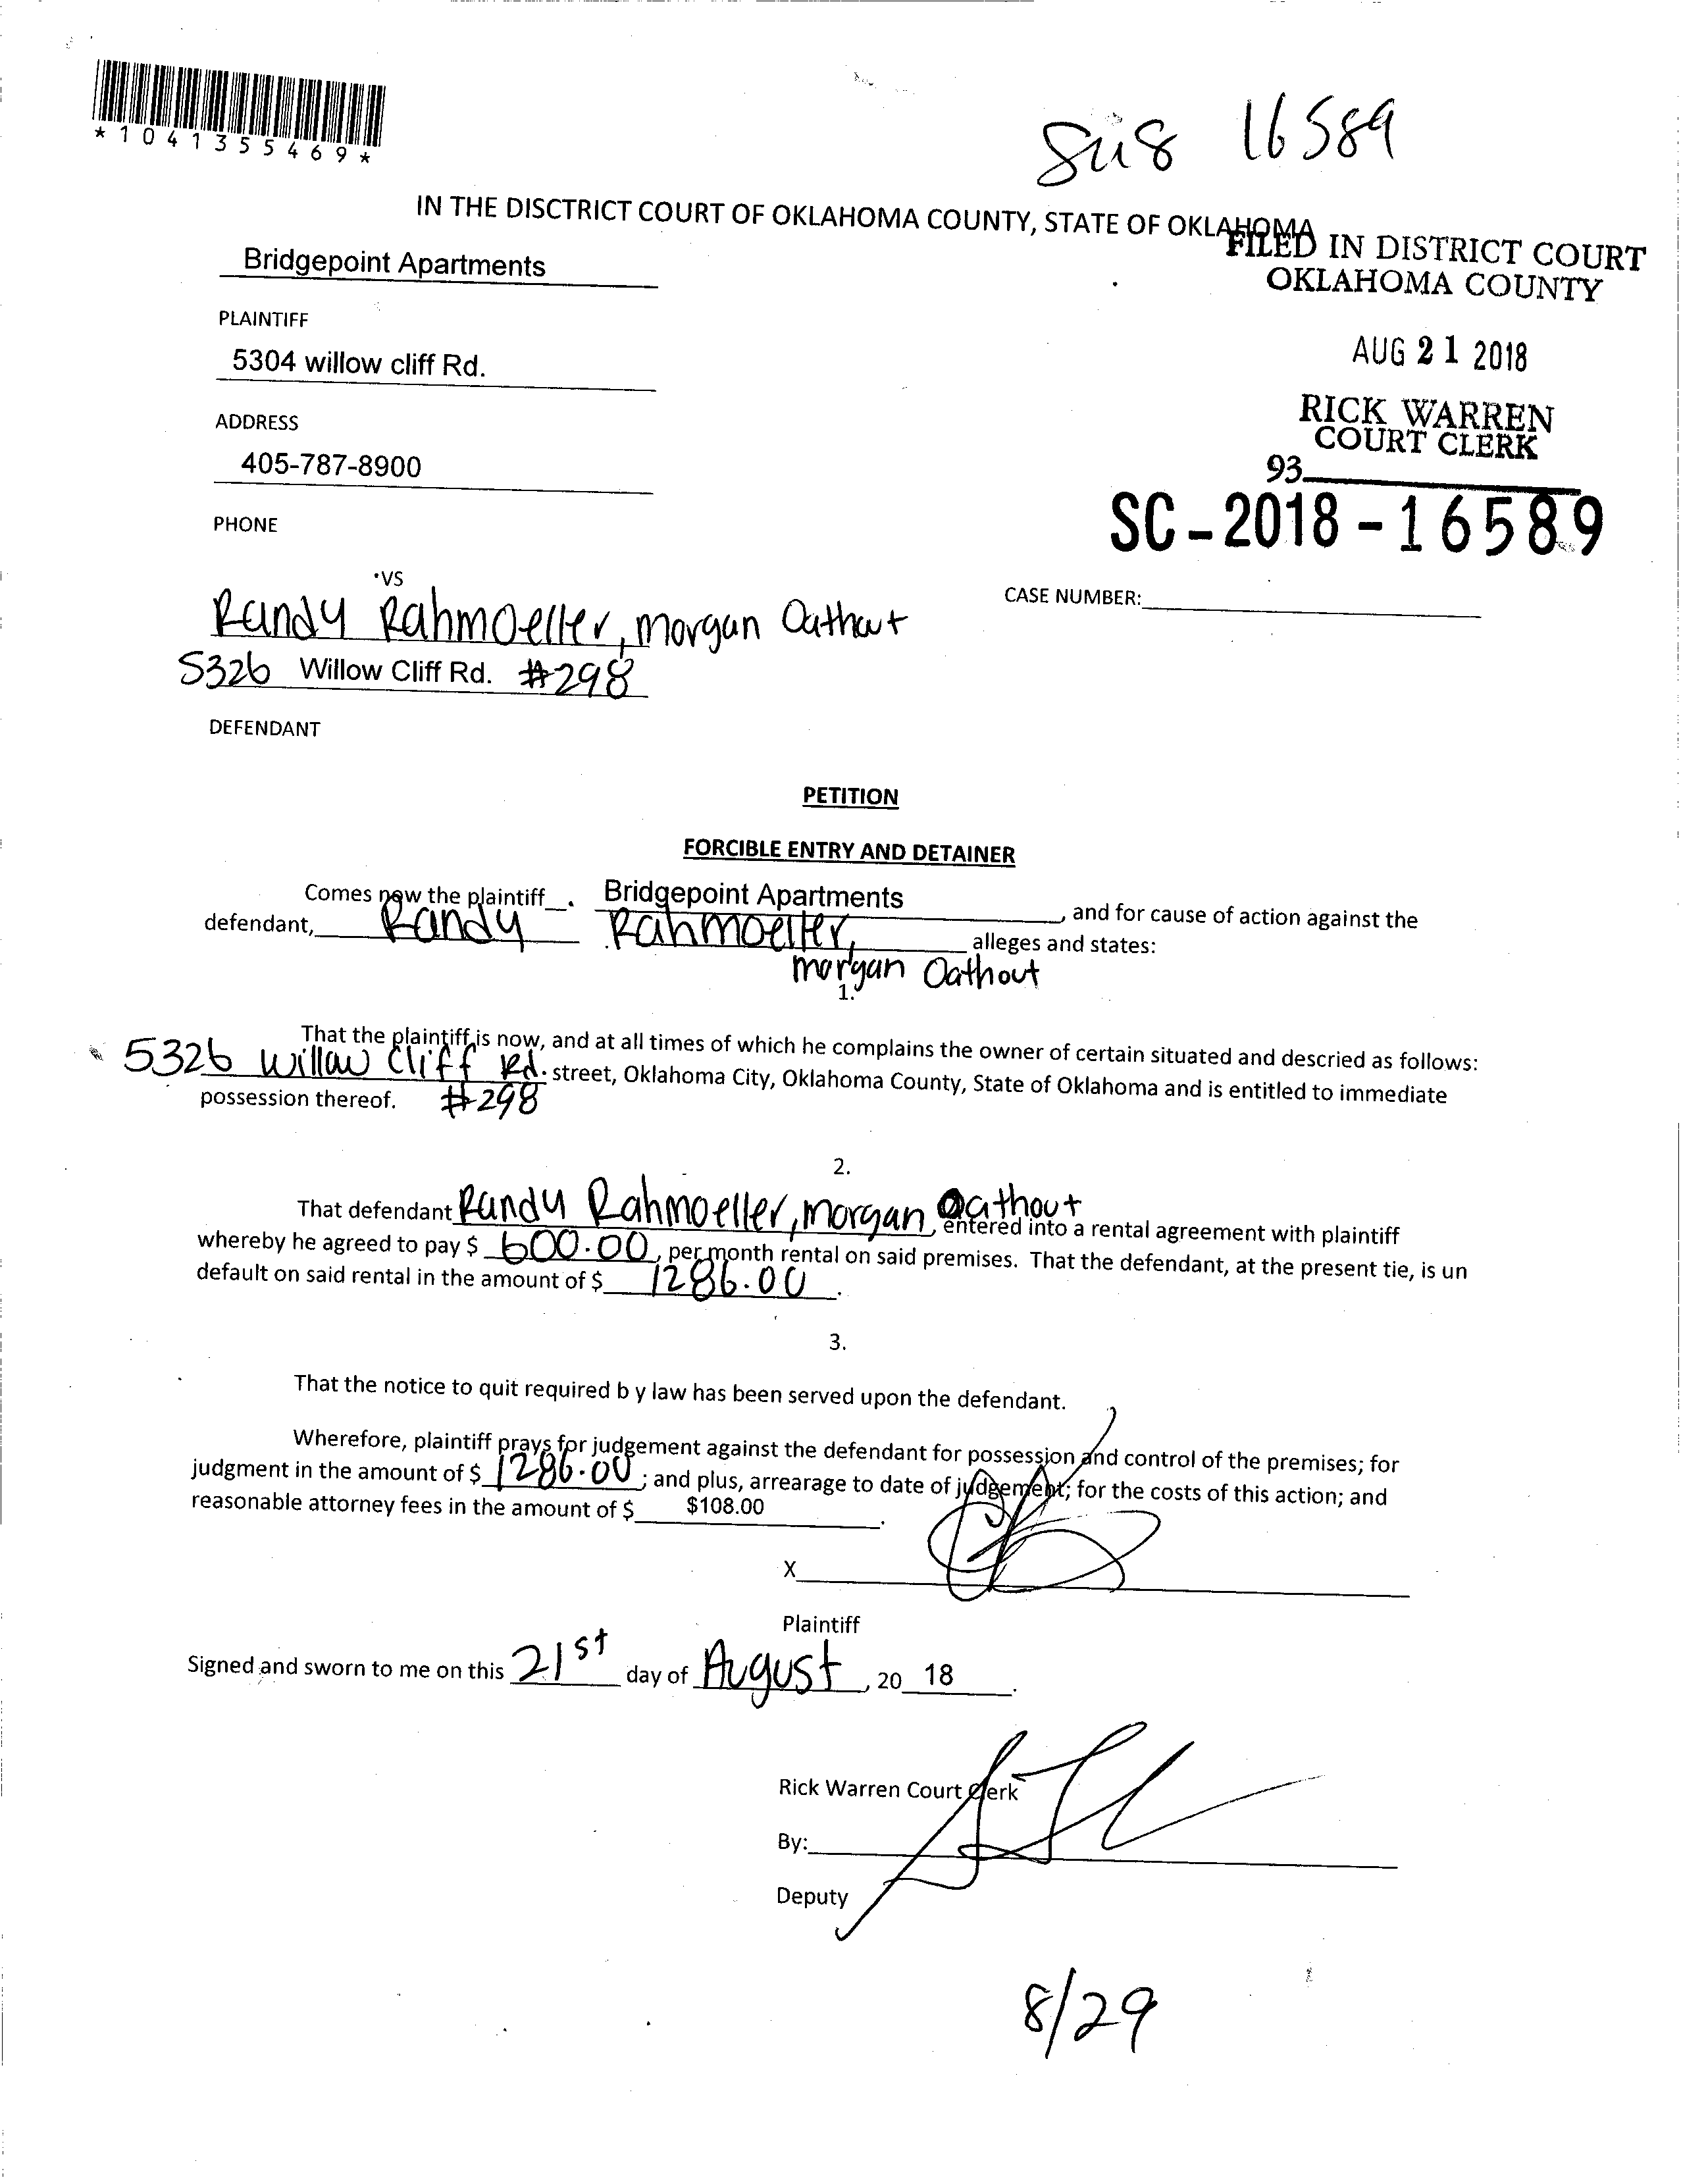 *1041355469*
16589
IN THE DISCTRICT COURT OF OKLAHOMA COUNTY, STATE OF OKLAHOMA
FILED IN DISTRICT COURT
OKLAHOMA COUNTY
Bridgepoint Apartments
PLAINTIFF
5304 willow cliff Rd.
AUG 21 2018
ADDRESS
RICK WARREN
COURT CLERK
405-787-8900
93
PHONE
SC-2018-16589
VS
CASE NUMBER:
Randy Rahmoeller, morgan Oathout
5326 Willow Cliff Rd. #298
DEFENDANT
PETITION
FORCIBLE ENTRY AND DETAINER
Comes now the plaintiff Bridgepoint Apartments, and for cause of action against the
defendant, Randy Rahmoeller, alleges and states:
morgan Oathout
1.
That the plaintiff is now, and at all times of which he complains the owner of certain situated and descried as follows:
5326 Willow Cliff Rd. street, Oklahoma City, Oklahoma County, State of Oklahoma and is entitled to immediate
possession thereof. #298
2.
That defendant Randy Rahmoeller, morgan Oathout, entered into a rental agreement with plaintiff
whereby he agreed to pay $ 600.00, per month rental on said premises. That the defendant, at the present tie, is un
default on said rental in the amount of $ 1286.00.
3.
That the notice to quit required b y law has been served upon the defendant.
Wherefore, plaintiff prays for judgement against the defendant for possession and control of the premises; for
judgment in the amount of $ 1286.00; and plus, arrearage to date of judgement; for the costs of this action; and
reasonable attorney fees in the amount of $ $108.00.
X
Plaintiff
Signed and sworn to me on this 21st day of August, 20 18.
Rick Warren Court Clerk
By:
Deputy
8/29